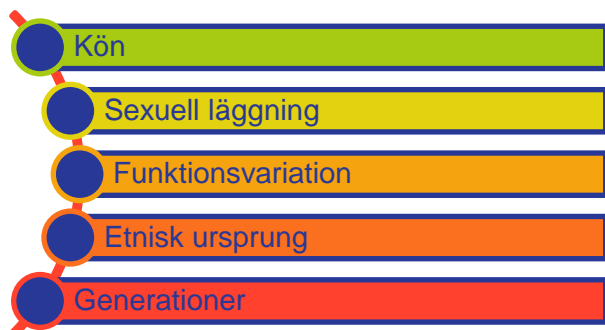 Kön
Sexuell läggning
Funktionsvariation
Etnisk ursprung
Generationer